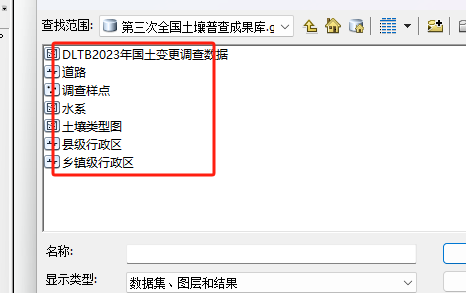 查找范围: 第三次全国土壤普查成果库.g
DLTB2023年国土变更调查数据
道路
调查样点
水系
土壤类型图
县级行政区
乡镇级行政区
名称:
显示类型: 数据集、图层和结果